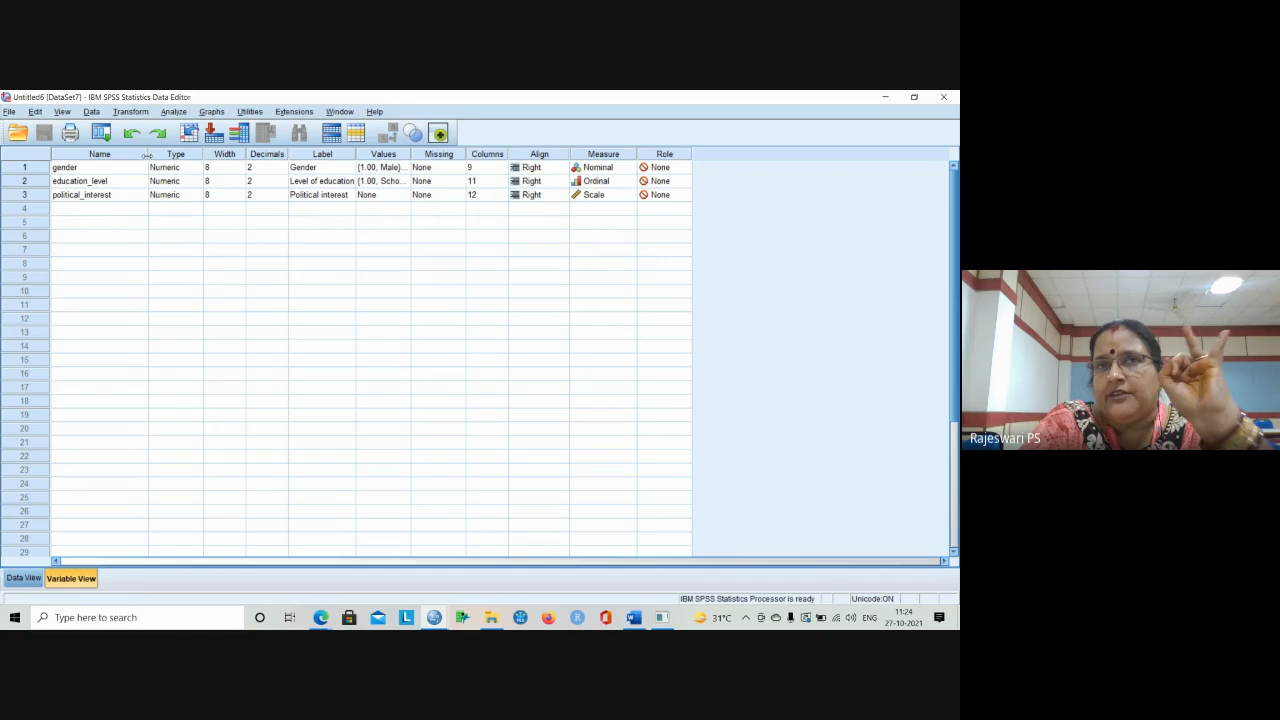 Untitled6 [DataSet7] - IBM SPSS Statistics Data Editor
File Edit View Data Transform Analyze Graphs Utilities Extensions Window Help
Name Type Width Decimals Label Values Missing Columns Align Measure Role
1 gender Numeric 8 2 Gender {1.00, Male}... None 9 Right Nominal None
2 education_level Numeric 8 2 Level of education {1.00, Scho... None 11 Right Ordinal None
3 political_interest Numeric 8 2 Political interest None None 12 Right Scale None
4
5
6
7
8
9
10
11
12
13
14
15
16
17
18
19
20
21
22
23
24
25
26
27
28
29
Data View Variable View
IBM SPSS Statistics Processor is ready Unicode:ON
Type here to search
31°C ENG
11:24
27-10-2021
Rajeswari PS